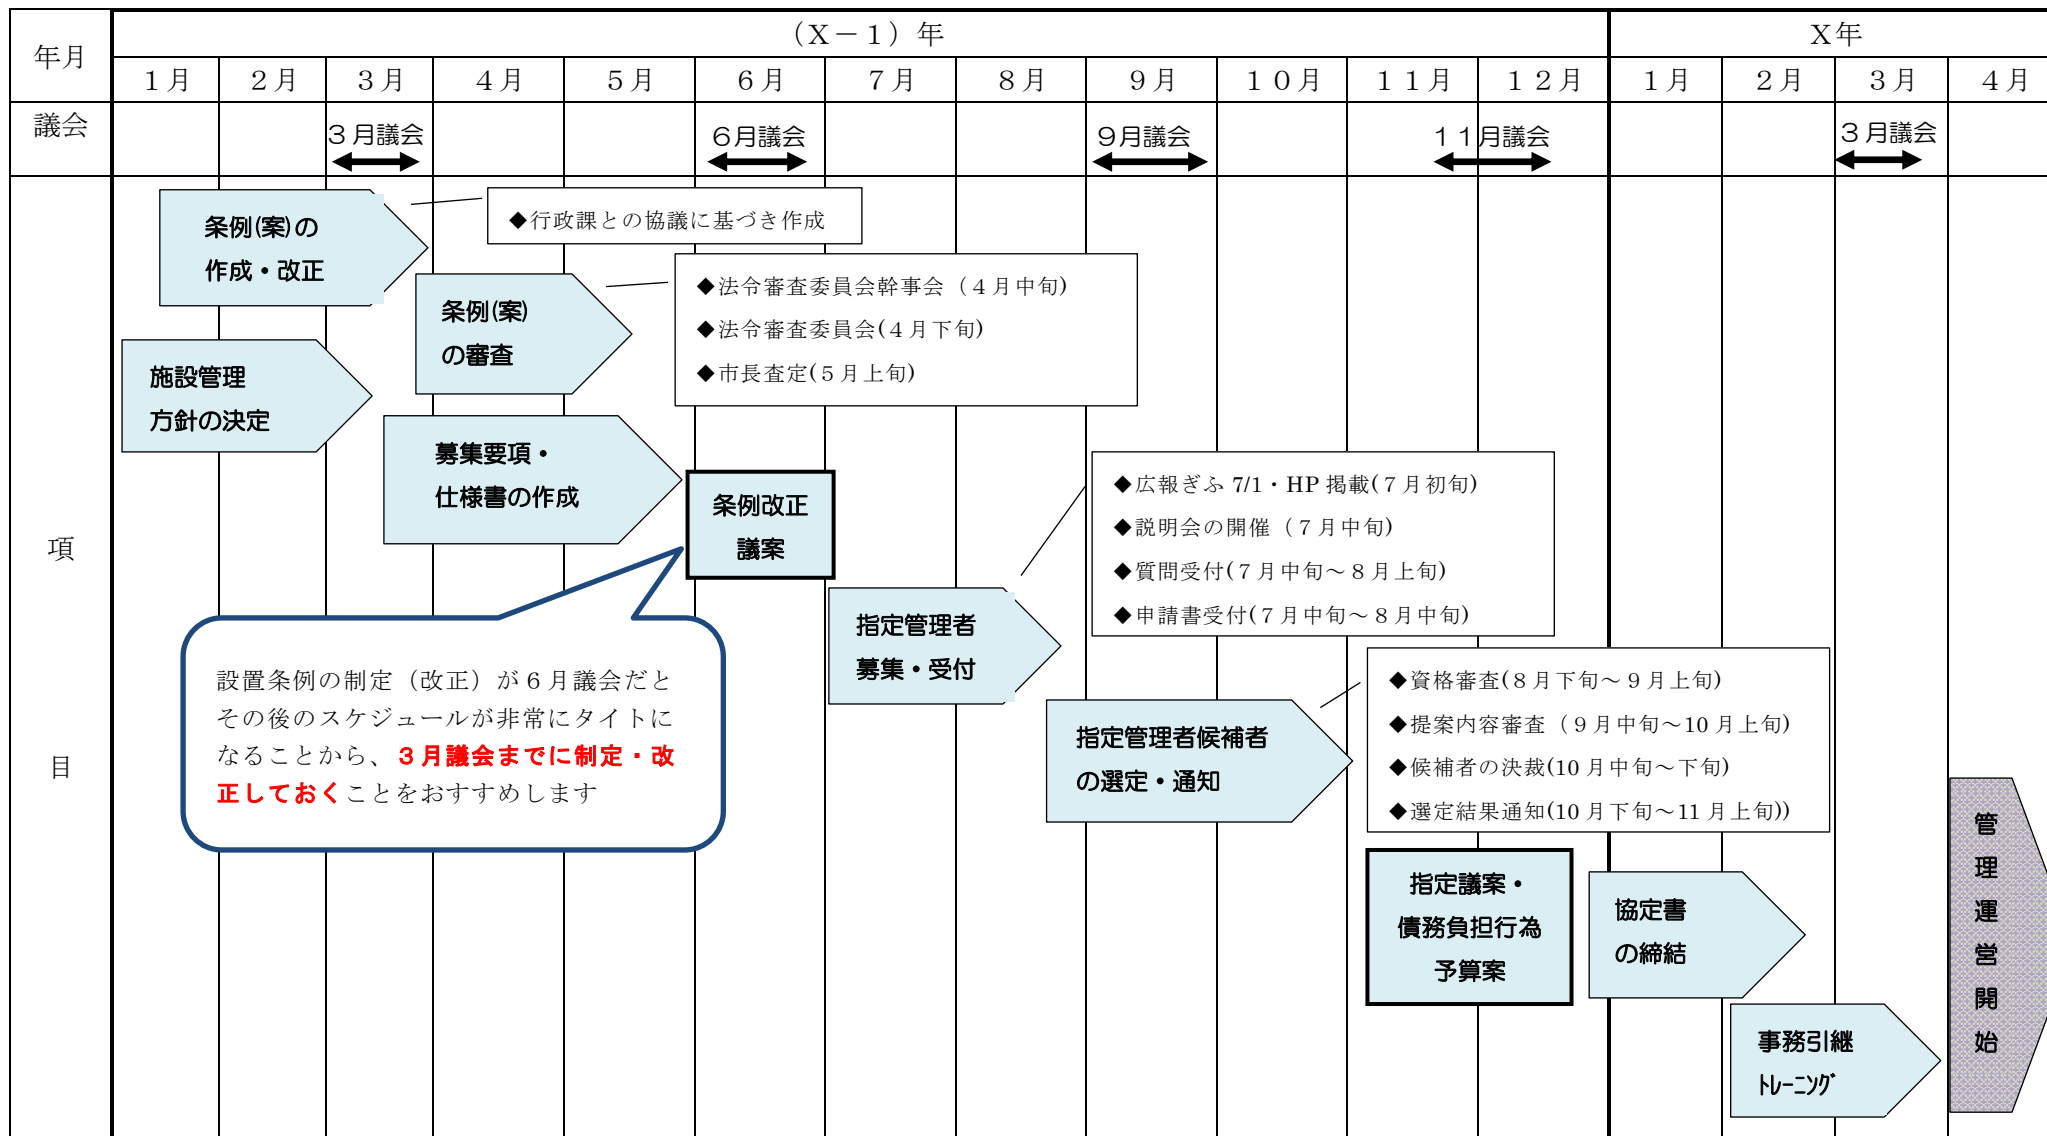 年月
（X－1）年
X年
１月 ２月 ３月 ４月 ５月 ６月 ７月 ８月 ９月 １０月 １１月 １２月 １月 ２月 ３月 ４月
議会
３月議会 ６月議会 ９月議会 １１月議会 ３月議会
項
目
条例(案)の
作成・改正
◆行政課との協議に基づき作成
条例(案)
の審査
◆法令審査委員会幹事会（４月中旬)
◆法令審査委員会(４月下旬)
◆市長査定(５月上旬)
施設管理
方針の決定
募集要項・
仕様書の作成
条例改正
議案
設置条例の制定（改正）が６月議会だと
その後のスケジュールが非常にタイトに
なることから、３月議会までに制定・改
正しておくことをおすすめします
指定管理者
募集・受付
◆広報ぎふ 7/1・HP 掲載(７月初旬)
◆説明会の開催（７月中旬)
◆質問受付(７月中旬～８月上旬)
◆申請書受付(７月中旬～８月中旬)
指定管理者候補者
の選定・通知
◆資格審査(８月下旬～９月上旬)
◆提案内容審査（９月中旬～10 月上旬)
◆候補者の決裁(10 月中旬～下旬)
◆選定結果通知(10 月下旬～11 月上旬))
指定議案・
債務負担行為
予算案
協定書
の締結
事務引継
ﾄﾚｰﾆﾝｸﾞ
管
理
運
営
開
始